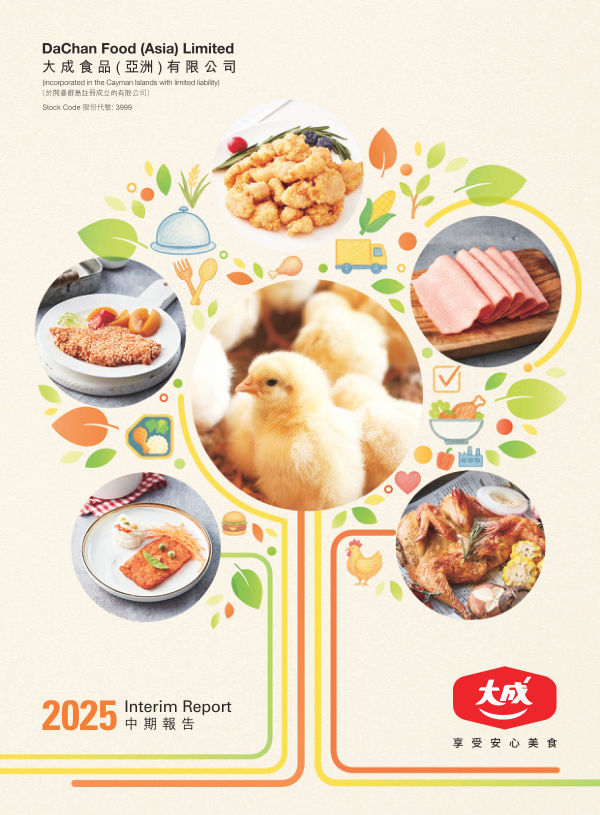 DaChan Food (Asia) Limited
大成食品(亞洲)有限公司
(incorporated in the Cayman Islands with limited liability)
(於開曼群島註冊成立的有限公司)
Stock Code 股份代號: 3999
2025 Interim Report
中期報告
大成
享受安心美食